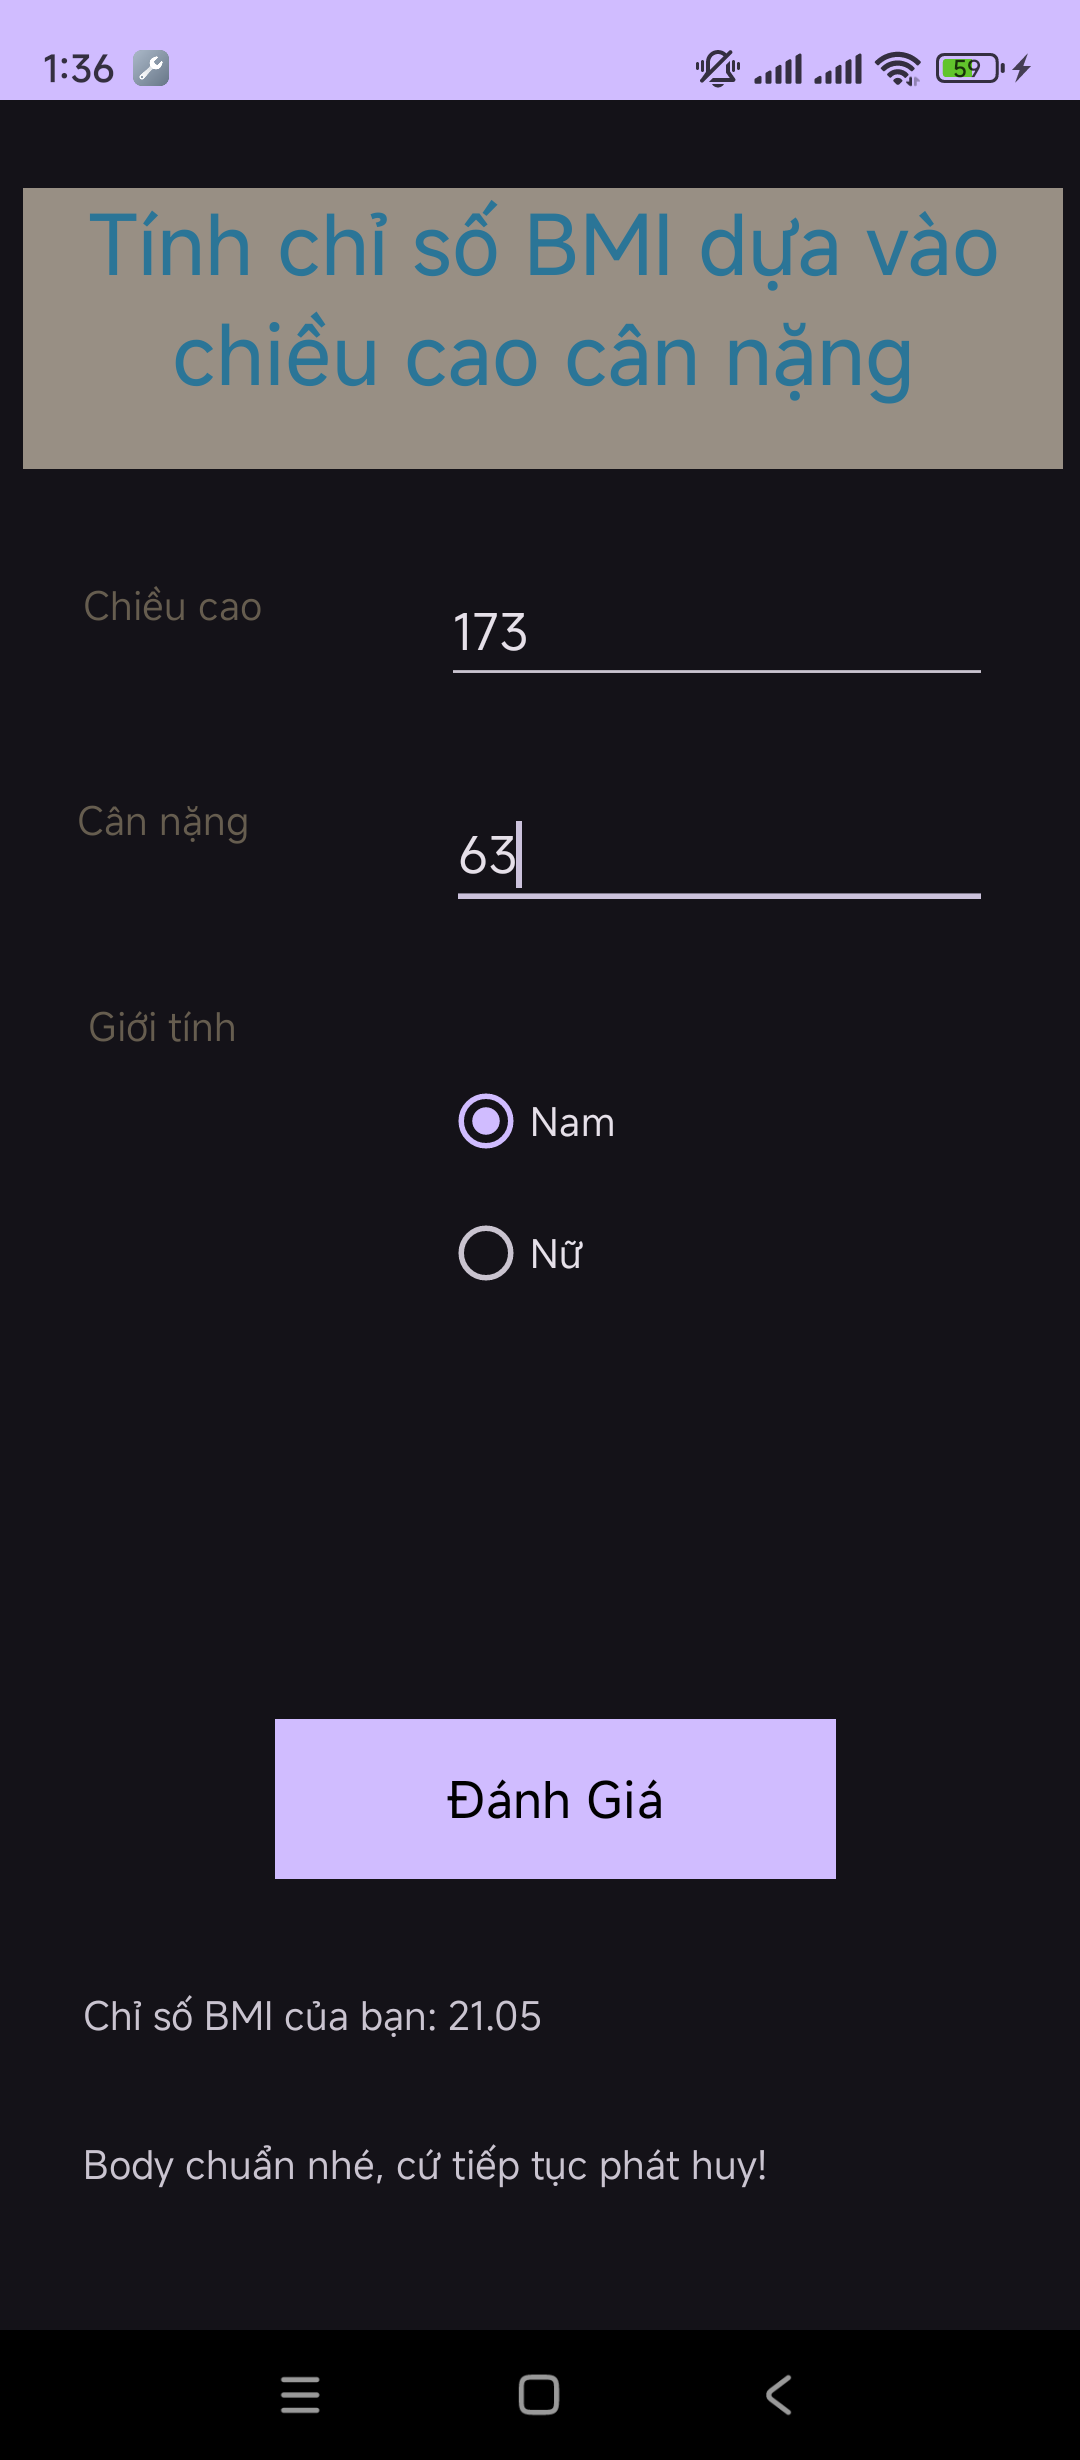 1:36
59
Tính chỉ số BMI dựa vào
chiều cao cân nặng
Chiều cao
173
Cân nặng
63
Giới tính
Nam
Nữ
Đánh Giá
Chỉ số BMI của bạn: 21.05
Body chuẩn nhé, cứ tiếp tục phát huy!